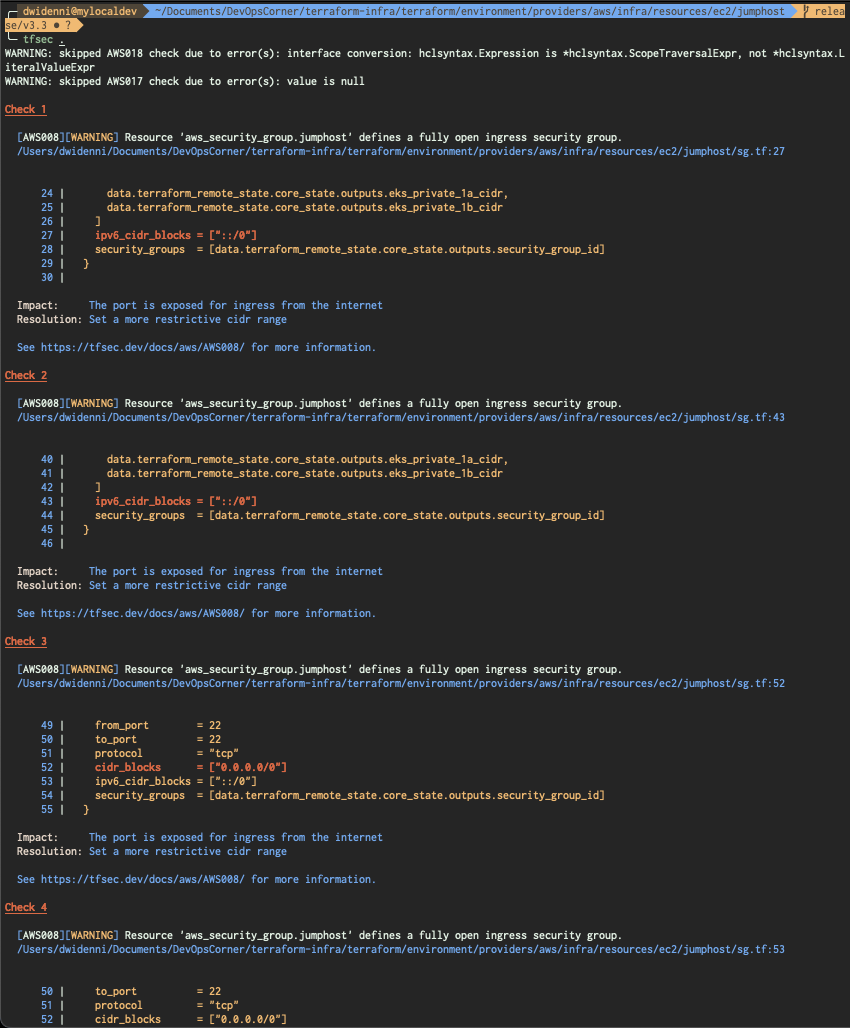 dwidenni@mylocaldev ~/Documents/DevOpsCorner/terraform-infra/terraform/environment/providers/aws/infra/resources/ec2/jumphost relea
se/v3.3 ● ?
tfsec .
WARNING: skipped AWS018 check due to error(s): interface conversion: hclsyntax.Expression is *hclsyntax.ScopeTraversalExpr, not *hclsyntax.L
iteralValueExpr
WARNING: skipped AWS017 check due to error(s): value is null
Check 1
[AWS008][WARNING] Resource 'aws_security_group.jumphost' defines a fully open ingress security group.
/Users/dwidenni/Documents/DevOpsCorner/terraform-infra/terraform/environment/providers/aws/infra/resources/ec2/jumphost/sg.tf:27
24 | data.terraform_remote_state.core_state.outputs.eks_private_1a_cidr,
25 | data.terraform_remote_state.core_state.outputs.eks_private_1b_cidr
26 | ]
27 | ipv6_cidr_blocks = ["::/0"]
28 | security_groups = [data.terraform_remote_state.core_state.outputs.security_group_id]
29 | }
30 |
Impact: The port is exposed for ingress from the internet
Resolution: Set a more restrictive cidr range
See https://tfsec.dev/docs/aws/AWS008/ for more information.
Check 2
[AWS008][WARNING] Resource 'aws_security_group.jumphost' defines a fully open ingress security group.
/Users/dwidenni/Documents/DevOpsCorner/terraform-infra/terraform/environment/providers/aws/infra/resources/ec2/jumphost/sg.tf:43
40 | data.terraform_remote_state.core_state.outputs.eks_private_1a_cidr,
41 | data.terraform_remote_state.core_state.outputs.eks_private_1b_cidr
42 | ]
43 | ipv6_cidr_blocks = ["::/0"]
44 | security_groups = [data.terraform_remote_state.core_state.outputs.security_group_id]
45 | }
46 |
Impact: The port is exposed for ingress from the internet
Resolution: Set a more restrictive cidr range
See https://tfsec.dev/docs/aws/AWS008/ for more information.
Check 3
[AWS008][WARNING] Resource 'aws_security_group.jumphost' defines a fully open ingress security group.
/Users/dwidenni/Documents/DevOpsCorner/terraform-infra/terraform/environment/providers/aws/infra/resources/ec2/jumphost/sg.tf:52
49 | from_port = 22
50 | to_port = 22
51 | protocol = "tcp"
52 | cidr_blocks = ["0.0.0.0/0"]
53 | ipv6_cidr_blocks = ["::/0"]
54 | security_groups = [data.terraform_remote_state.core_state.outputs.security_group_id]
55 | }
Impact: The port is exposed for ingress from the internet
Resolution: Set a more restrictive cidr range
See https://tfsec.dev/docs/aws/AWS008/ for more information.
Check 4
[AWS008][WARNING] Resource 'aws_security_group.jumphost' defines a fully open ingress security group.
/Users/dwidenni/Documents/DevOpsCorner/terraform-infra/terraform/environment/providers/aws/infra/resources/ec2/jumphost/sg.tf:53
50 | to_port = 22
51 | protocol = "tcp"
52 | cidr_blocks = ["0.0.0.0/0"]